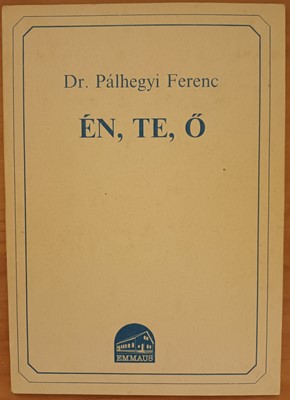 Dr. Pálhegyi Ferenc
ÉN, TE, Ő
EMMAUS